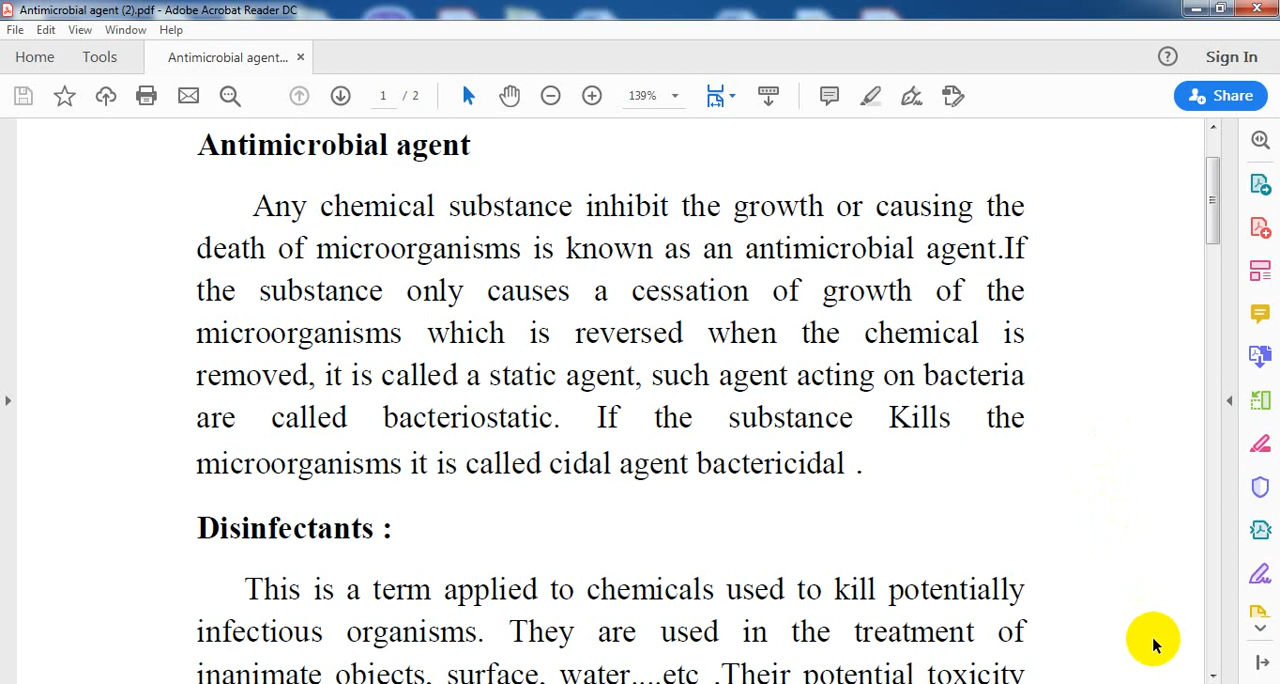 Antimicrobial agent (2).pdf - Adobe Acrobat Reader DC
File Edit View Window Help
Home Tools Antimicrobial agent... ×
Sign In
1 / 2 139% Share
Antimicrobial agent
Any chemical substance inhibit the growth or causing the
death of microorganisms is known as an antimicrobial agent.If
the substance only causes a cessation of growth of the
microorganisms which is reversed when the chemical is
removed, it is called a static agent, such agent acting on bacteria
are called bacteriostatic. If the substance Kills the
microorganisms it is called cidal agent bactericidal .
Disinfectants :
This is a term applied to chemicals used to kill potentially
infectious organisms. They are used in the treatment of
inanimate objects, surface, water....etc .Their potential toxicity